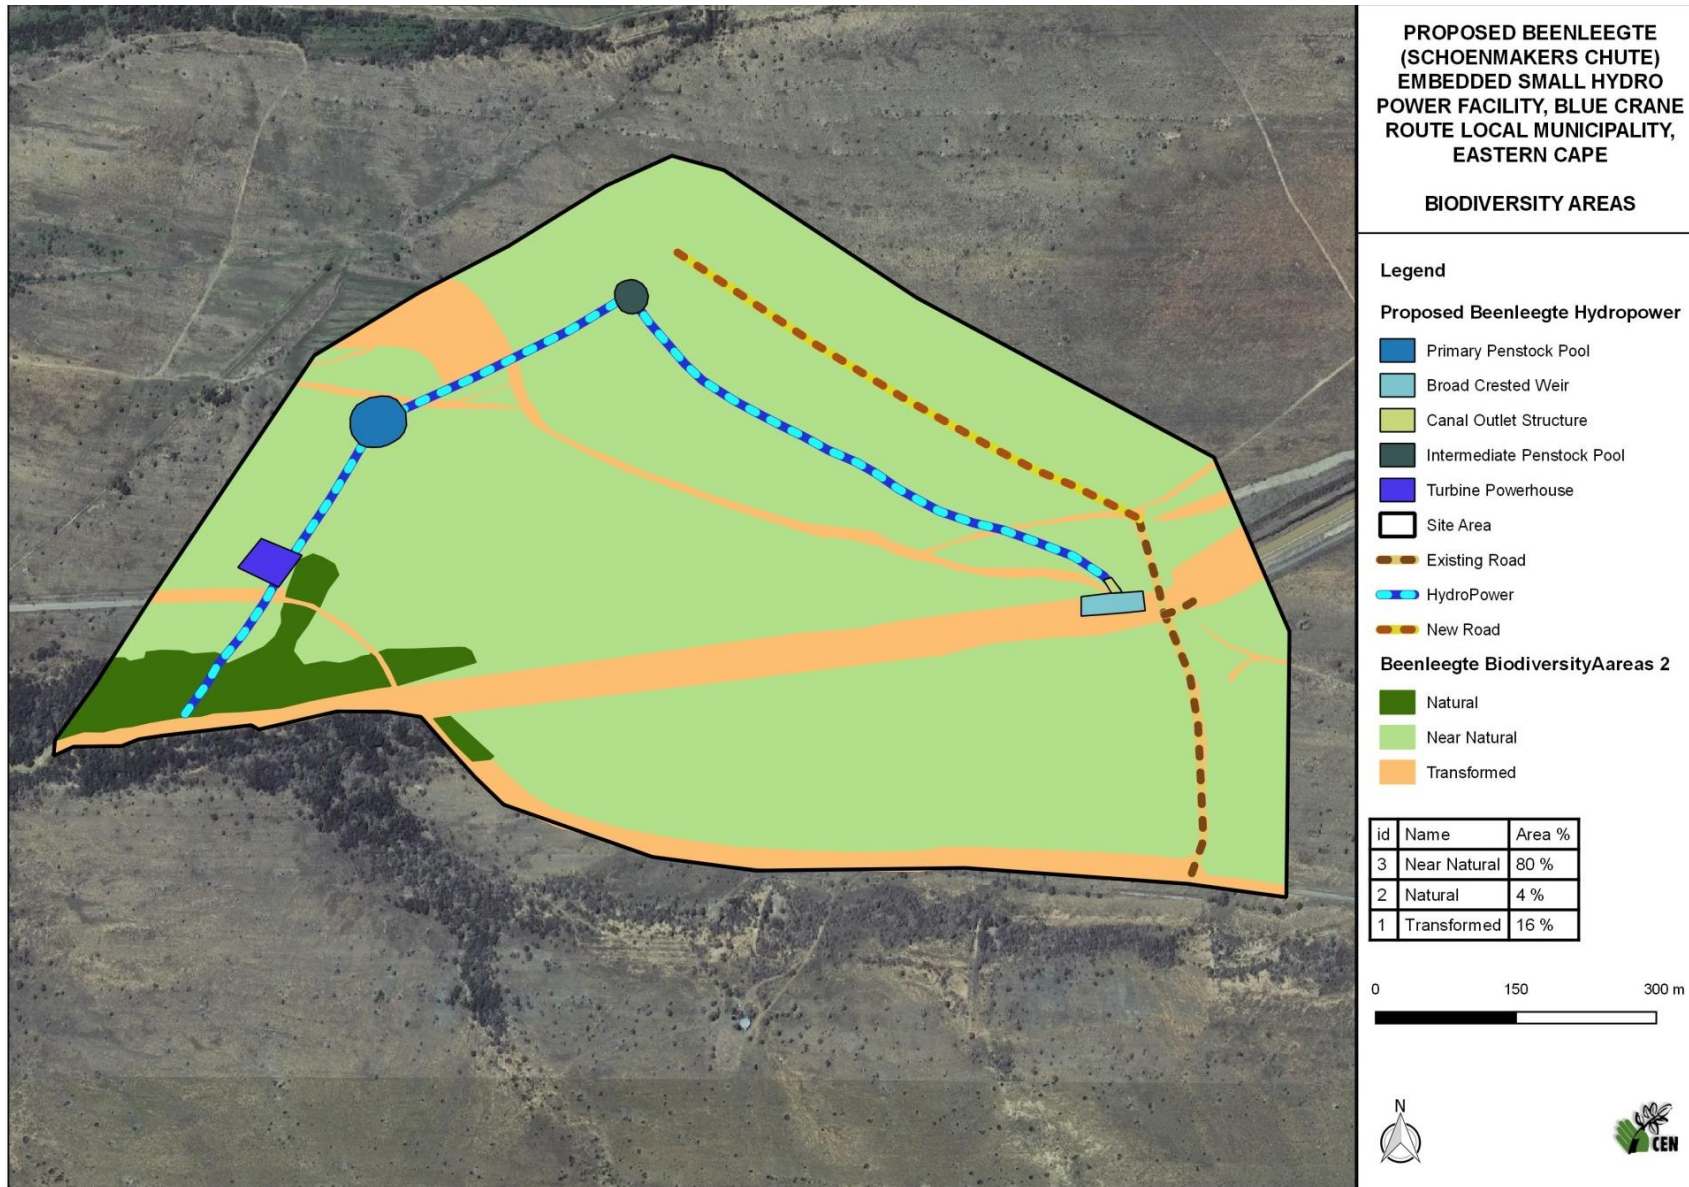 PROPOSED BEENLEEGTE
(SCHOENMAKERS CHUTE)
EMBEDDED SMALL HYDRO
POWER FACILITY, BLUE CRANE
ROUTE LOCAL MUNICIPALITY,
EASTERN CAPE
BIODIVERSITY AREAS
Legend
Proposed Beenleegte Hydropower
Primary Penstock Pool
Broad Crested Weir
Canal Outlet Structure
Intermediate Penstock Pool
Turbine Powerhouse
Site Area
Existing Road
HydroPower
New Road
Beenleegte BiodiversityAareas 2
Natural
Near Natural
Transformed
id Name Area %
3 Near Natural 80 %
2 Natural 4 %
1 Transformed 16 %
0 150 300 m
N
CEN